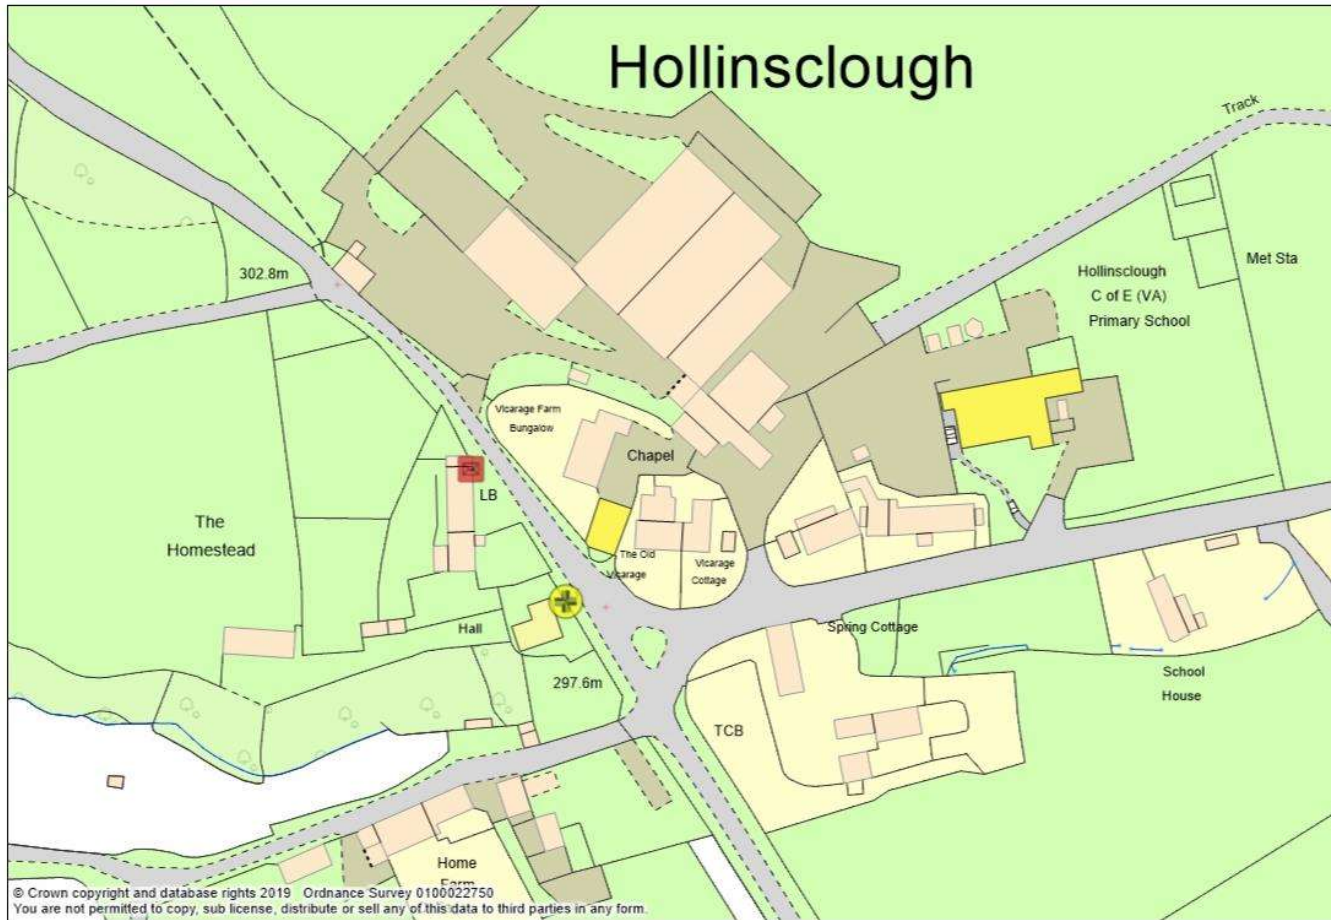 Hollinsclough
Track
302.8m
Met Sta
Hollinsclough
C of E (VA)
Primary School
Vicarage Farm
Bungalow
Chapel
LB
The
Homestead
The Old
Vicarage
Vicarage
Cottage
Hall
Spring Cottage
297.6m
School
House
TCB
Home
Farm
© Crown copyright and database rights 2019 Ordnance Survey 0100022750
You are not permitted to copy, sub license, distribute or sell any of this data to third parties in any form.